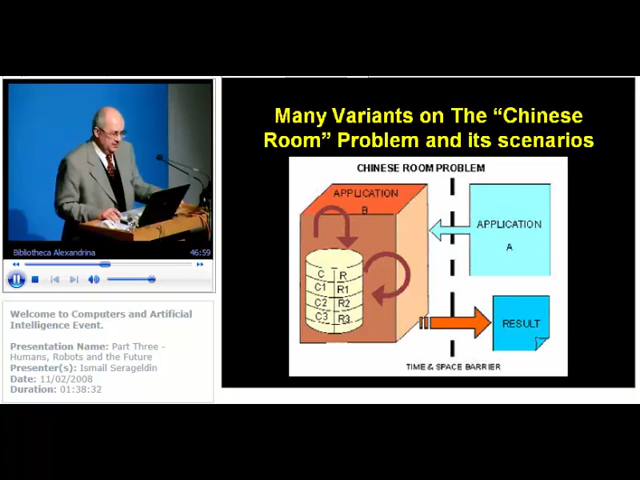 Bibliotheca Alexandrina 46:59
Welcome to Computers and Artificial
Intelligence Event.
Presentation Name: Part Three -
Humans, Robots and the Future
Presenter(s): Ismail Serageldin
Date: 11/02/2008
Duration: 01:38:32
Many Variants on The “Chinese
Room” Problem and its scenarios
CHINESE ROOM PROBLEM
APPLICATION
B
APPLICATION
A
C R
C1 R1
C2 R2
C3 R3
RESULT
TIME & SPACE BARRIER